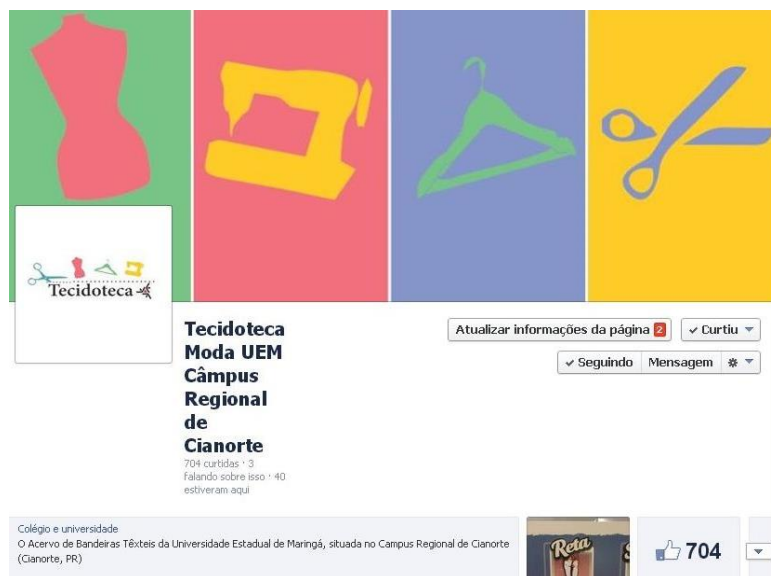 Tecidoteca
Tecidoteca
Moda UEM
Câmpus
Regional
de
Cianorte
704 curtidas · 3
falando sobre isso · 40
estiveram aqui
Atualizar informações da página 2
Curtiu
Seguindo Mensagem
Colégio e universidade
O Acervo de Bandeiras Têxteis da Universidade Estadual de Maringá, situada no Campus Regional de Cianorte
(Cianorte, PR)
Reta
704